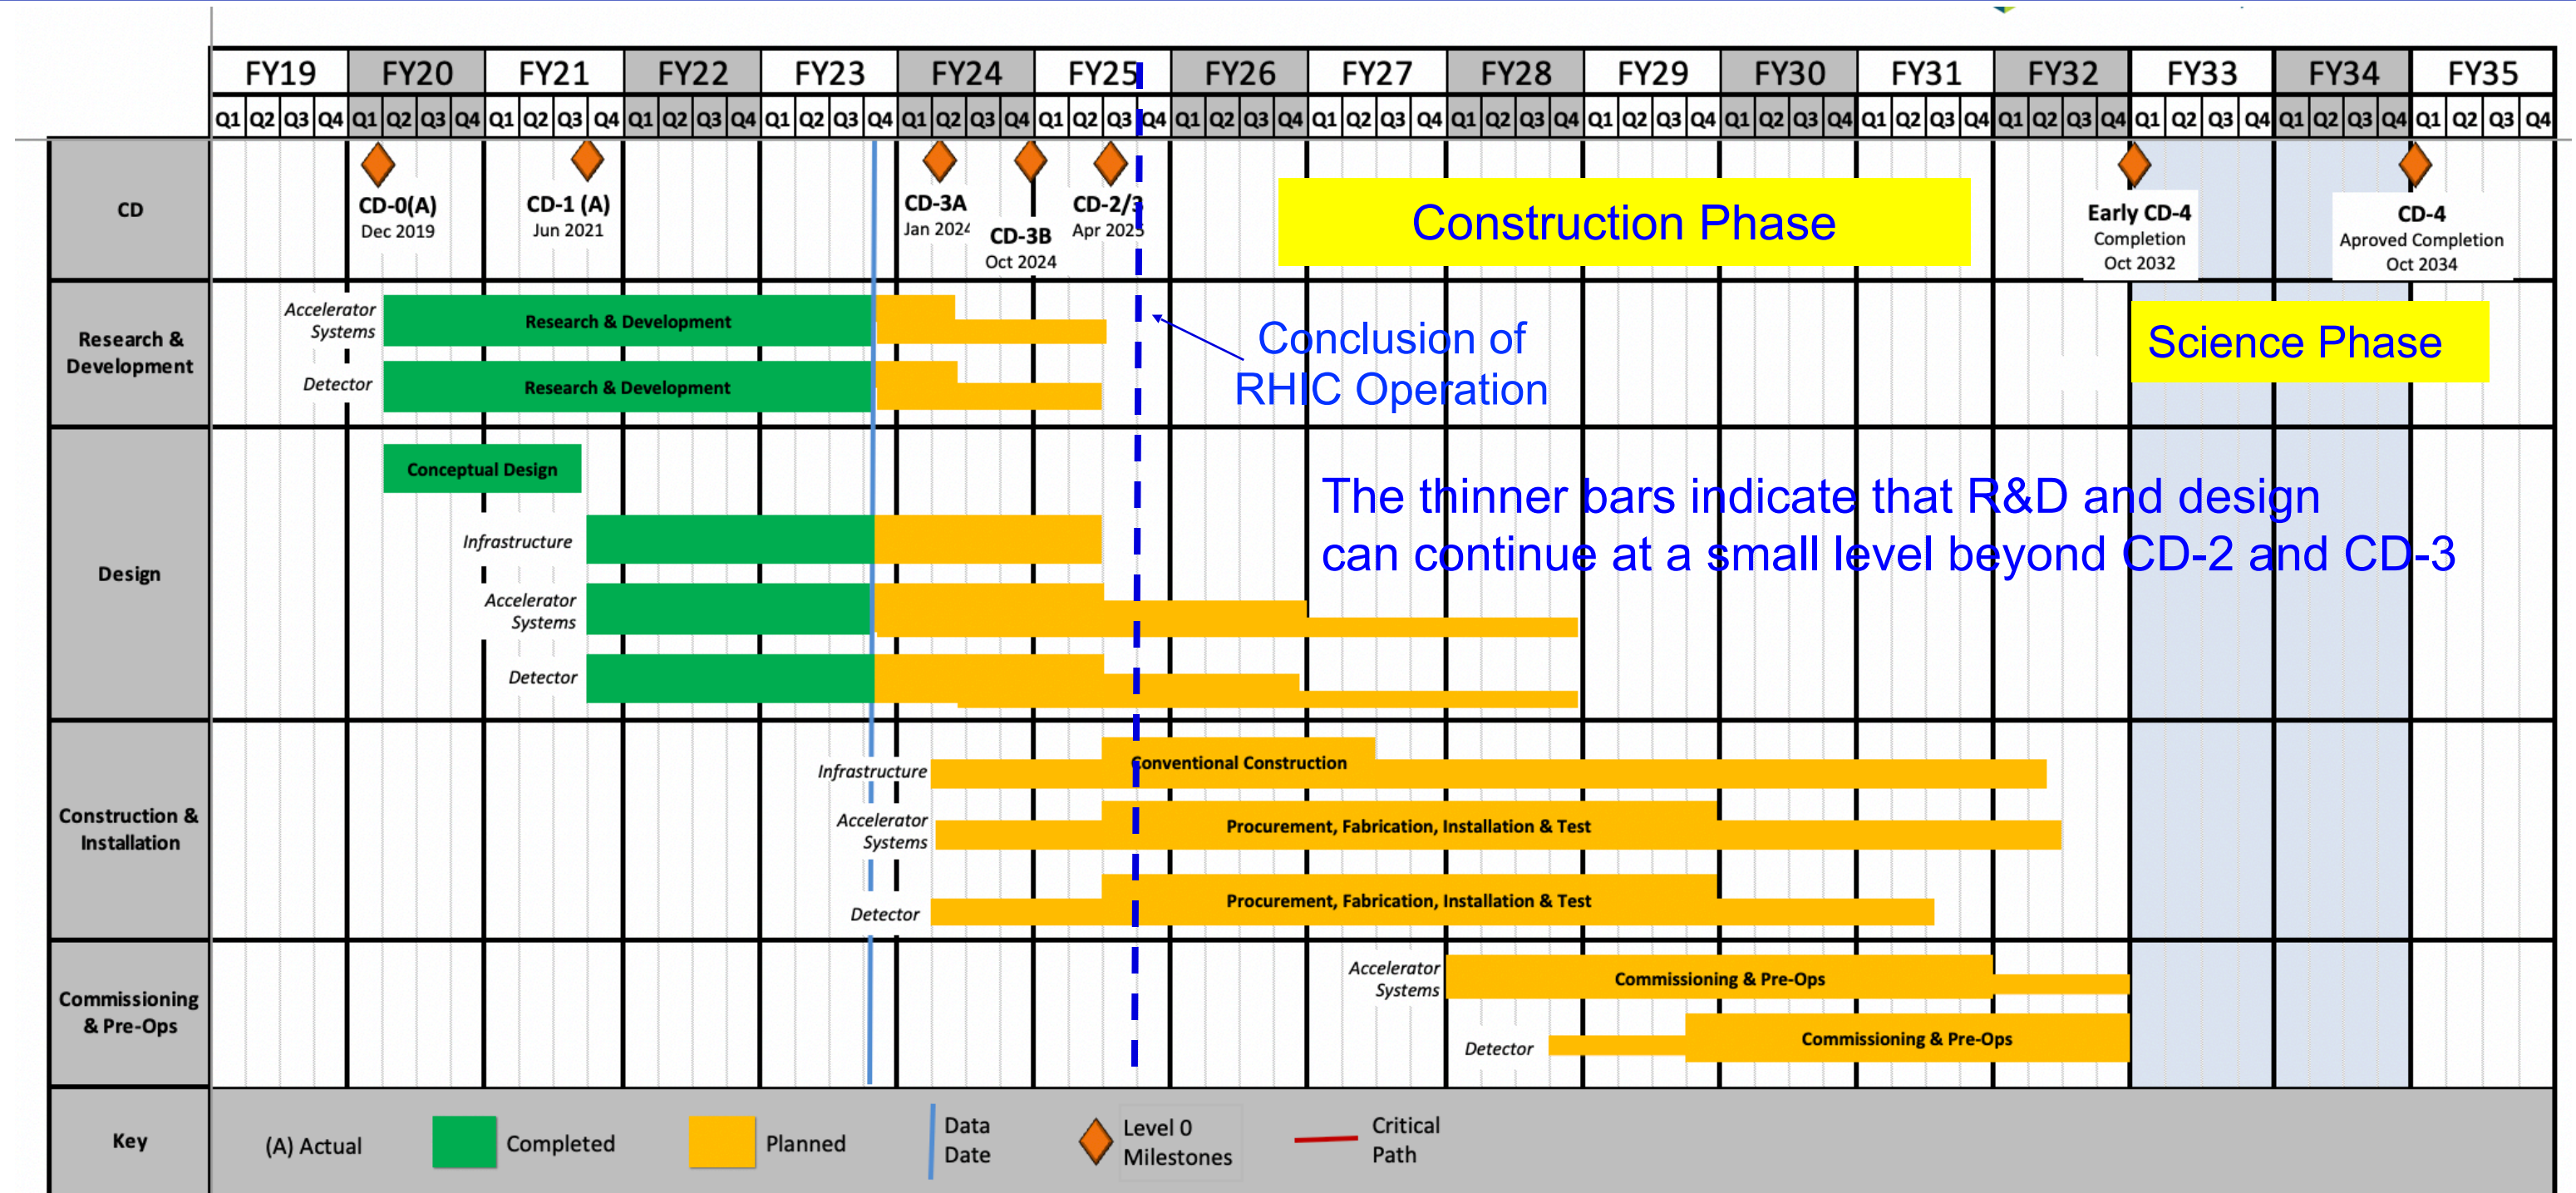 FY19 FY20 FY21 FY22 FY23 FY24 FY25 FY26 FY27 FY28 FY29 FY30 FY31 FY32 FY33 FY34 FY35
Q1 Q2 Q3 Q4 Q1 Q2 Q3 Q4 Q1 Q2 Q3 Q4 Q1 Q2 Q3 Q4 Q1 Q2 Q3 Q4 Q1 Q2 Q3 Q4 Q1 Q2 Q3 Q4 Q1 Q2 Q3 Q4 Q1 Q2 Q3 Q4 Q1 Q2 Q3 Q4 Q1 Q2 Q3 Q4 Q1 Q2 Q3 Q4 Q1 Q2 Q3 Q4 Q1 Q2 Q3 Q4 Q1 Q2 Q3 Q4 Q1 Q2 Q3 Q4 Q1 Q2 Q3 Q4
CD
CD-0(A)
Dec 2019
CD-1 (A)
Jun 2021
CD-3A
Jan 2024
CD-3B
Oct 2024
CD-2/3
Apr 2025
Construction Phase
Early CD-4
Completion
Oct 2032
CD-4
Aproved Completion
Oct 2034
Research &
Development
Accelerator
Systems
Research & Development
Detector
Research & Development
Conclusion of
RHIC Operation
Science Phase
Design
Conceptual Design
Infrastructure
Accelerator
Systems
Detector
The thinner bars indicate that R&D and design
can continue at a small level beyond CD-2 and CD-3
Construction &
Installation
Infrastructure
Conventional Construction
Accelerator
Systems
Procurement, Fabrication, Installation & Test
Detector
Procurement, Fabrication, Installation & Test
Commissioning
& Pre-Ops
Accelerator
Systems
Commissioning & Pre-Ops
Detector
Commissioning & Pre-Ops
Key
(A) Actual
Completed
Planned
Data
Date
Level 0
Milestones
Critical
Path